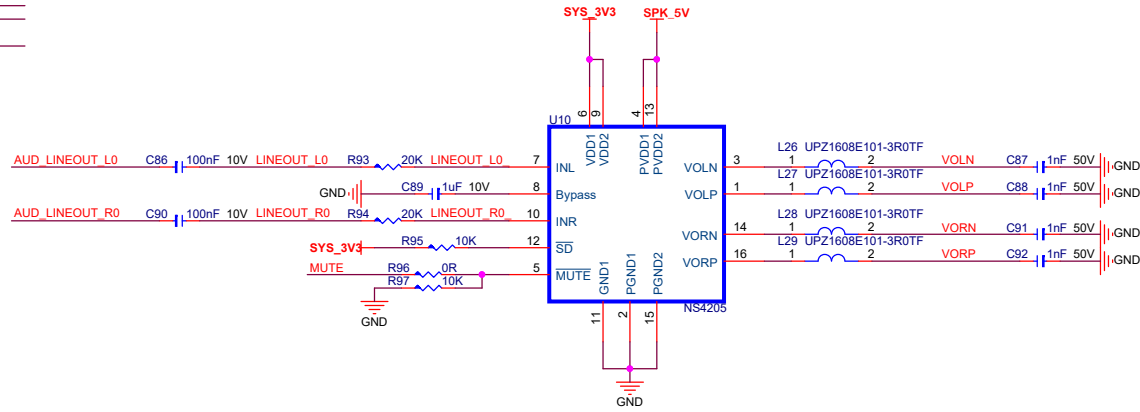 SYS_3V3 SPK_5V
6 9 4 13
U10
VDD1 VDD2 PVDD1 PVDD2
AUD_LINEOUT_L0 C86 100nF 10V LINEOUT_L0 R93 20K LINEOUT_L0_ 7 INL
GND C89 1uF 10V 8 Bypass
AUD_LINEOUT_R0 C90 100nF 10V LINEOUT_R0 R94 20K LINEOUT_R0_ 10 INR
SYS_3V3 R95 10K 12 SD
MUTE R96 0R 5 MUTE
R97 10K
GND
L26 UPZ1608E101-3R0TF
VOLN 3 1 2 VOLN C87 1nF 50V GND
L27 UPZ1608E101-3R0TF
VOLP 1 1 2 VOLP C88 1nF 50V GND
L28 UPZ1608E101-3R0TF
VORN 14 1 2 VORN C91 1nF 50V GND
L29 UPZ1608E101-3R0TF
VORP 16 1 2 VORP C92 1nF 50V GND
GND1 PGND1 PGND2
NS4205
11 2 15
GND